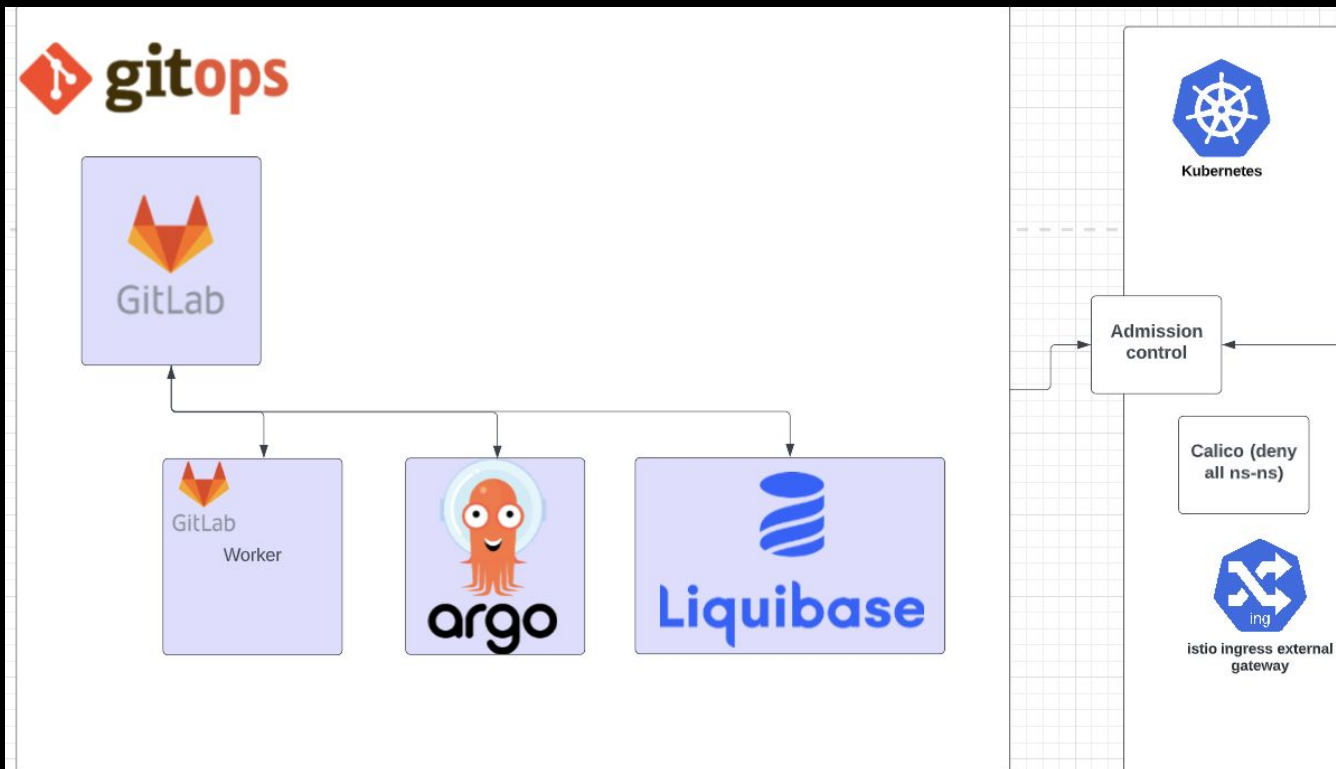 gitops
GitLab
GitLab
Worker
argo
Liquibase
Kubernetes
Admission
control
Calico (deny
all ns-ns)
ing
istio ingress external
gateway